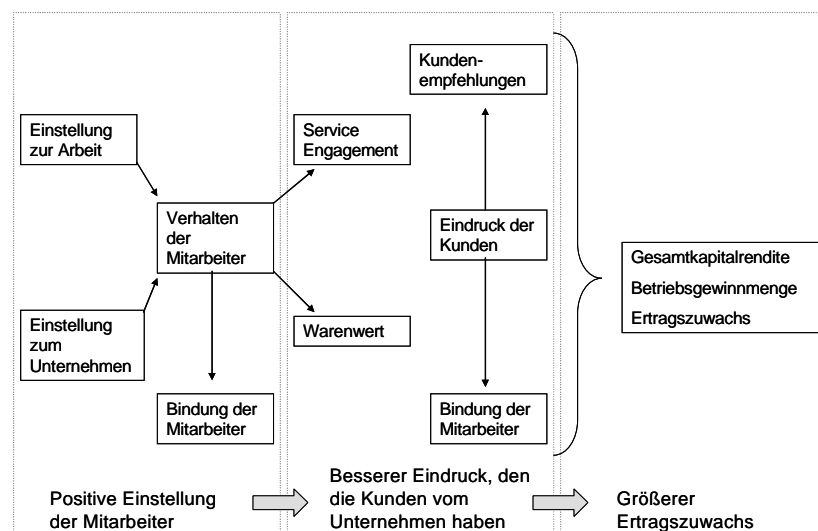 Kunden-
empfehlungen
Einstellung
zur Arbeit
Service
Engagement
Verhalten
der
Mitarbeiter
Eindruck der
Kunden
Gesamtkapitalrendite
Betriebsgewinnmenge
Ertragszuwachs
Einstellung
zum
Unternehmen
Warenwert
Bindung der
Mitarbeiter
Bindung der
Mitarbeiter
Positive Einstellung
der Mitarbeiter
Besserer Eindruck, den
die Kunden vom
Unternehmen haben
Größerer
Ertragszuwachs